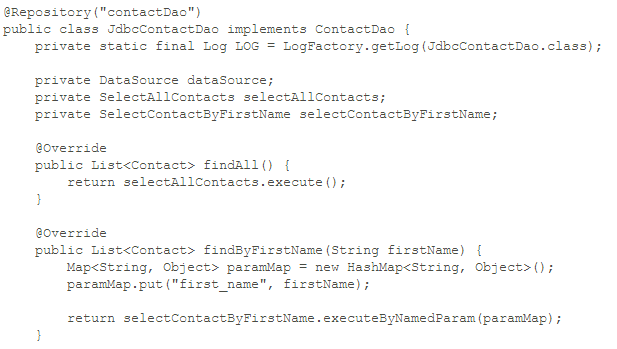 @Repository("contactDao")
public class JdbcContactDao implements ContactDao {
    private static final Log LOG = LogFactory.getLog(JdbcContactDao.class);

    private DataSource dataSource;
    private SelectAllContacts selectAllContacts;
    private SelectContactByFirstName selectContactByFirstName;

    @Override
    public List<Contact> findAll() {
        return selectAllContacts.execute();
    }

    @Override
    public List<Contact> findByFirstName(String firstName) {
        Map<String, Object> paramMap = new HashMap<String, Object>();
        paramMap.put("first_name", firstName);

        return selectContactByFirstName.executeByNamedParam(paramMap);
    }